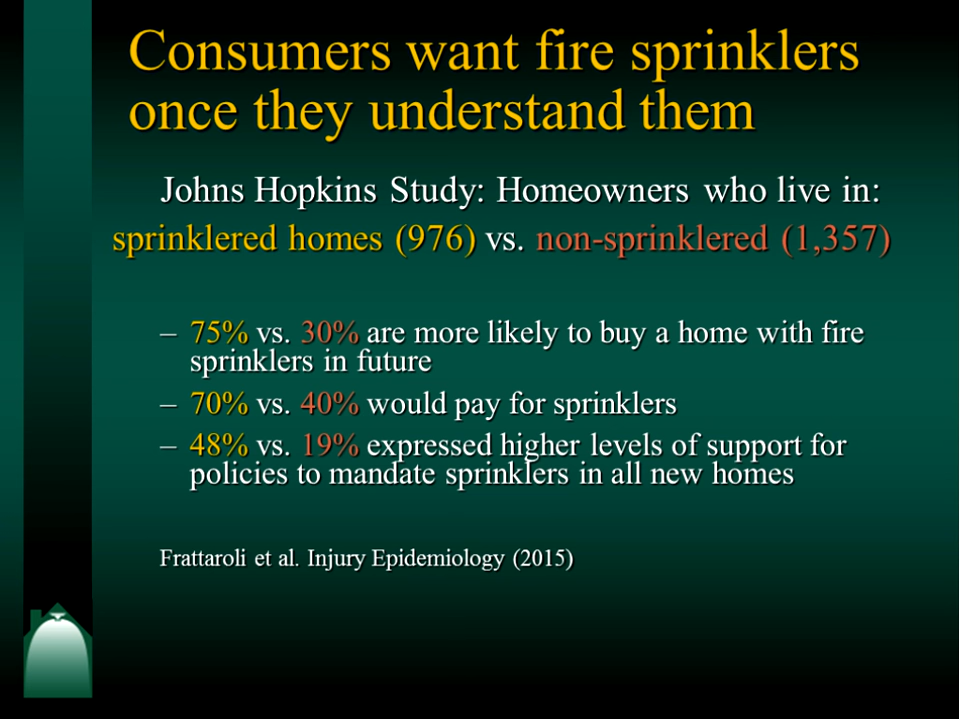 Consumers want fire sprinklers
once they understand them
Johns Hopkins Study: Homeowners who live in:
sprinklered homes (976) vs. non-sprinklered (1,357)
– 75% vs. 30% are more likely to buy a home with fire
sprinklers in future
– 70% vs. 40% would pay for sprinklers
– 48% vs. 19% expressed higher levels of support for
policies to mandate sprinklers in all new homes
Frattaroli et al. Injury Epidemiology (2015)